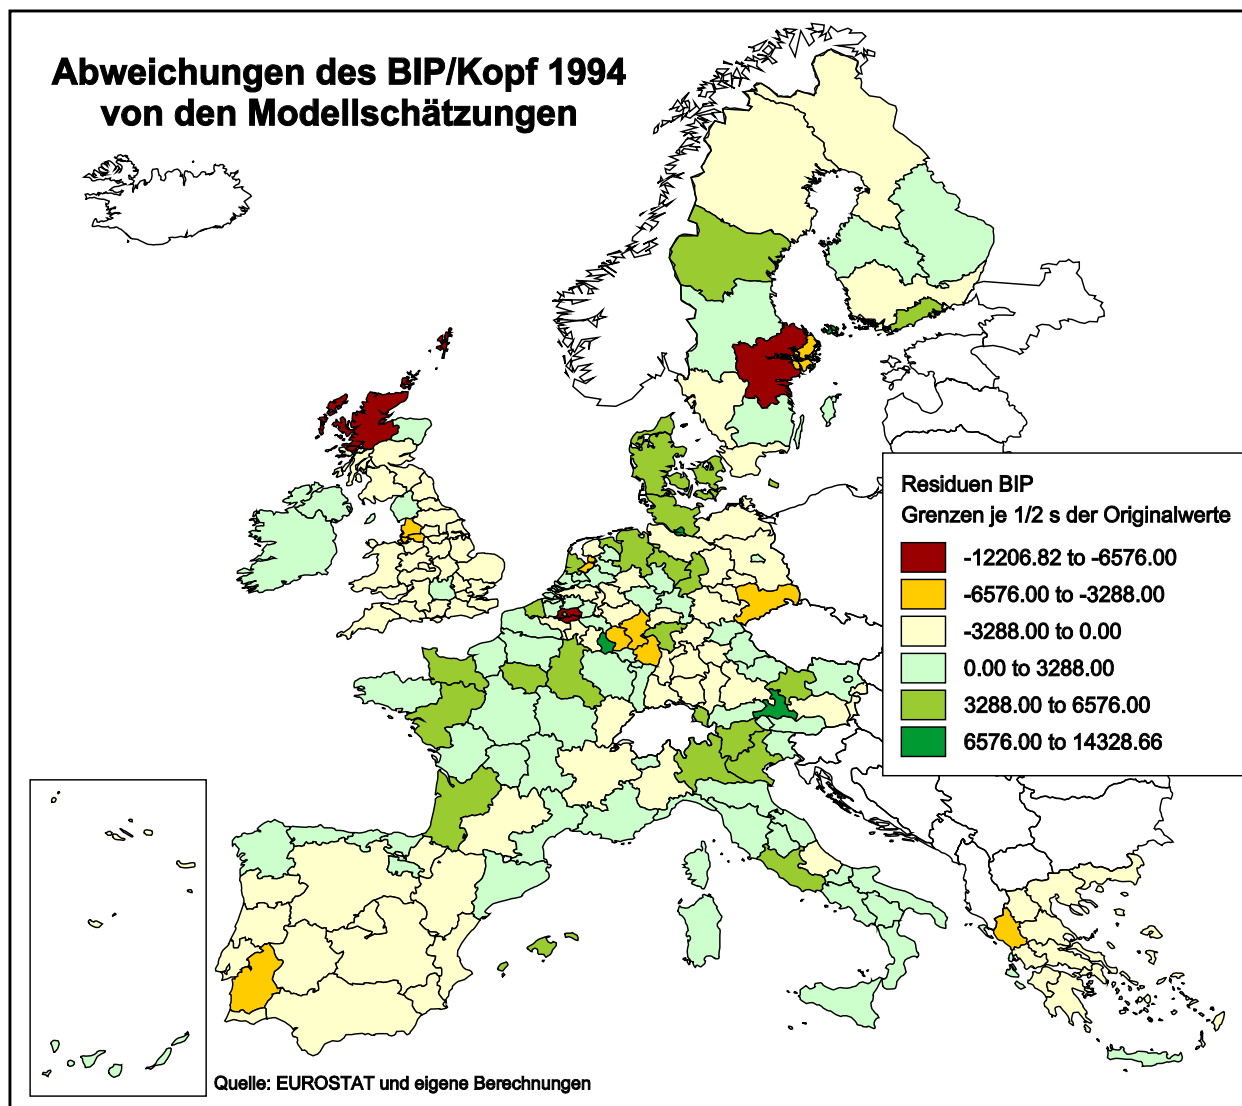 Abweichungen des BIP/Kopf 1994
von den Modellschätzungen
Residuen BIP
Grenzen je 1/2 s der Originalwerte
-12206.82 to -6576.00
-6576.00 to -3288.00
-3288.00 to 0.00
0.00 to 3288.00
3288.00 to 6576.00
6576.00 to 14328.66
Quelle: EUROSTAT und eigene Berechnungen